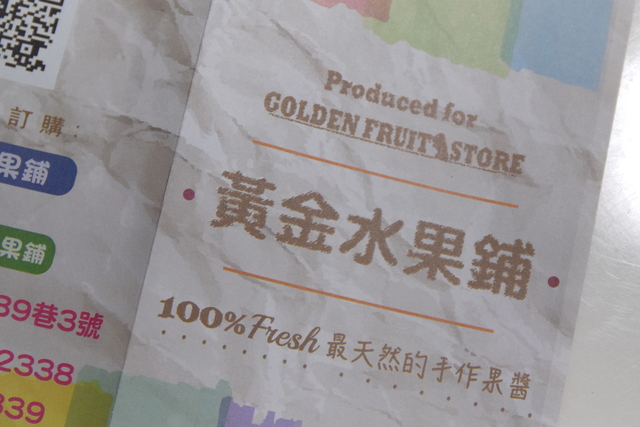 訂購:
果鋪
果鋪
39巷3號
2338
339
Produced for
GOLDEN FRUIT STORE
黃金水果鋪
100% Fresh 最天然的手作果醬